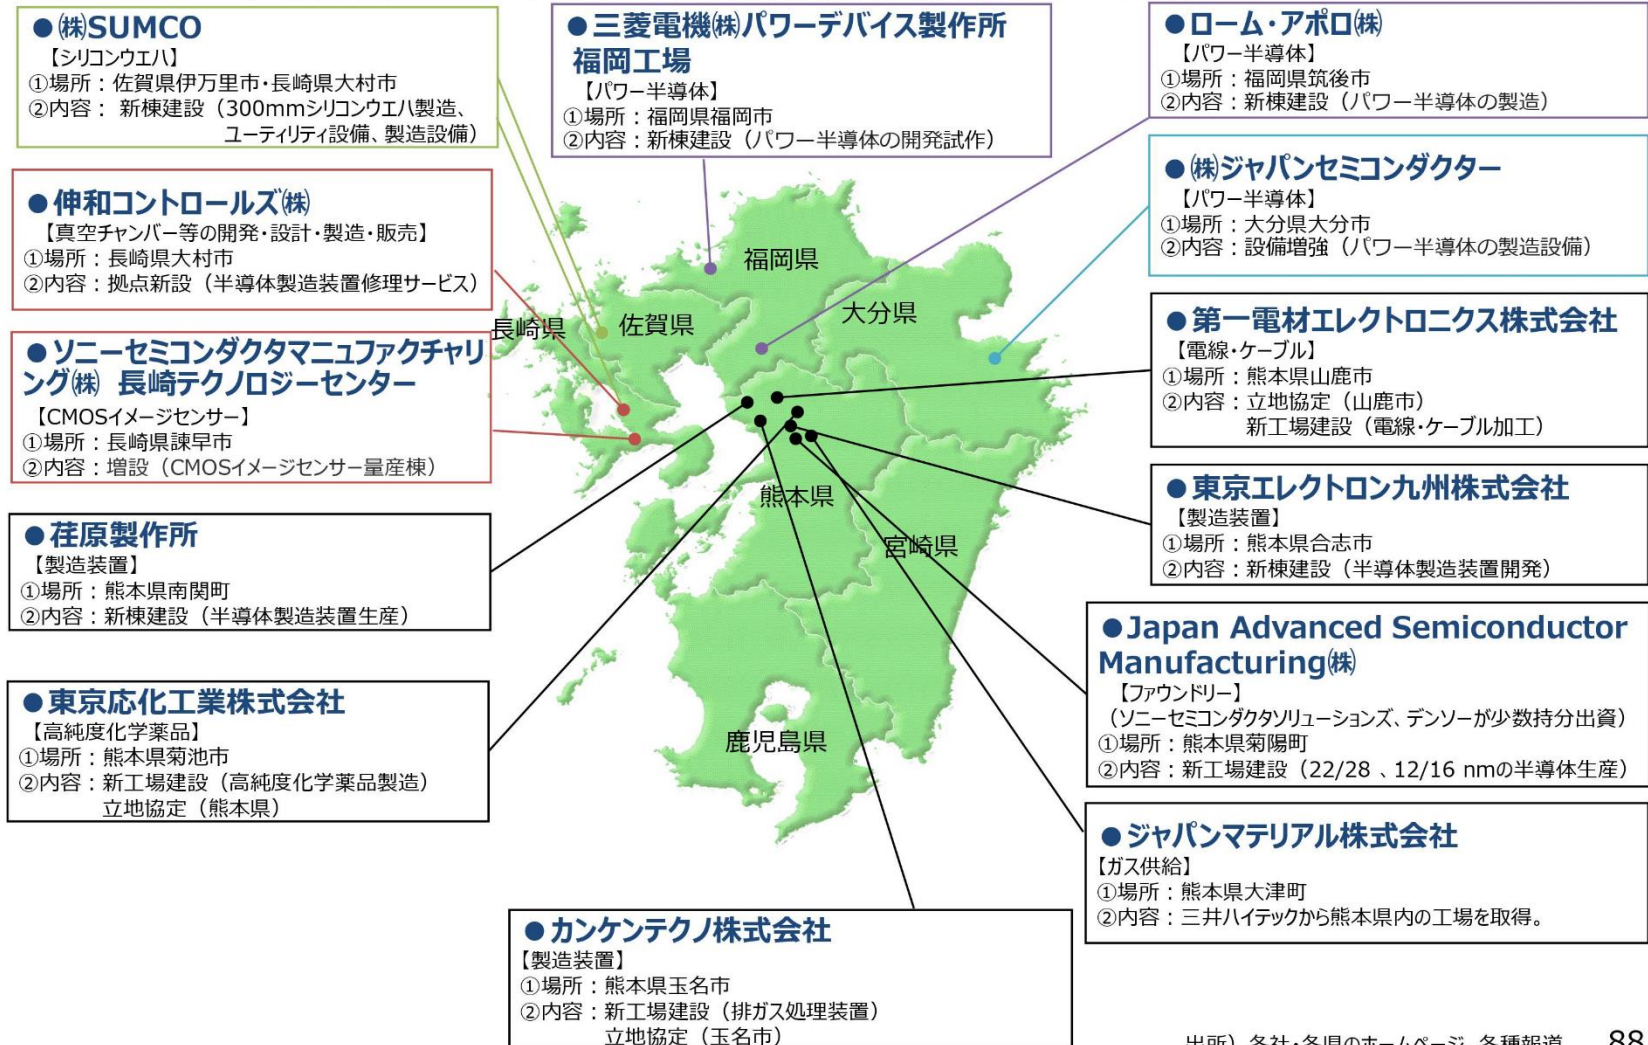 ●㈱SUMCO
【シリコンウエハ】
①場所：佐賀県伊万里市・長崎県大村市
②内容： 新棟建設（300mmシリコンウエハ製造、
ユーティリティ設備、製造設備）
●三菱電機㈱パワーデバイス製作所
福岡工場
【パワー半導体】
①場所：福岡県福岡市
②内容：新棟建設（パワー半導体の開発試作）
●ローム・アポロ㈱
【パワー半導体】
①場所：福岡県筑後市
②内容：新棟建設（パワー半導体の製造）
●㈱ジャパンセミコンダクター
【パワー半導体】
①場所：大分県大分市
②内容：設備増強（パワー半導体の製造設備）
●伸和コントロールズ㈱
【真空チャンバー等の開発・設計・製造・販売】
①場所：長崎県大村市
②内容：拠点新設（半導体製造装置修理サービス）
●ソニーセミコンダクタマニュファクチャリ
ング㈱ 長崎テクノロジーセンター
【CMOSイメージセンサー】
①場所：長崎県諫早市
②内容：増設（CMOSイメージセンサー量産棟）
福岡県
大分県
佐賀県
長崎県
熊本県
宮崎県
鹿児島県
●第一電材エレクトロニクス株式会社
【電線・ケーブル】
①場所：熊本県山鹿市
②内容：立地協定（山鹿市）
新工場建設（電線・ケーブル加工）
●東京エレクトロン九州株式会社
【製造装置】
①場所：熊本県合志市
②内容：新棟建設（半導体製造装置開発）
●荏原製作所
【製造装置】
①場所：熊本県南関町
②内容：新棟建設（半導体製造装置生産）
●Japan Advanced Semiconductor
Manufacturing㈱
【ファウンドリー】
（ソニーセミコンダクタソリューションズ、デンソーが少数持分出資）
①場所：熊本県菊陽町
②内容：新工場建設（22/28 、12/16 nmの半導体生産）
●東京応化工業株式会社
【高純度化学薬品】
①場所：熊本県菊池市
②内容：新工場建設（高純度化学薬品製造）
立地協定（熊本県）
●ジャパンマテリアル株式会社
【ガス供給】
①場所：熊本県大津町
②内容：三井ハイテックから熊本県内の工場を取得。
●カンケンテクノ株式会社
【製造装置】
①場所：熊本県玉名市
②内容：新工場建設（排ガス処理装置）
立地協定（玉名市）
出所）各社・各県のホームページ、各種報道
88